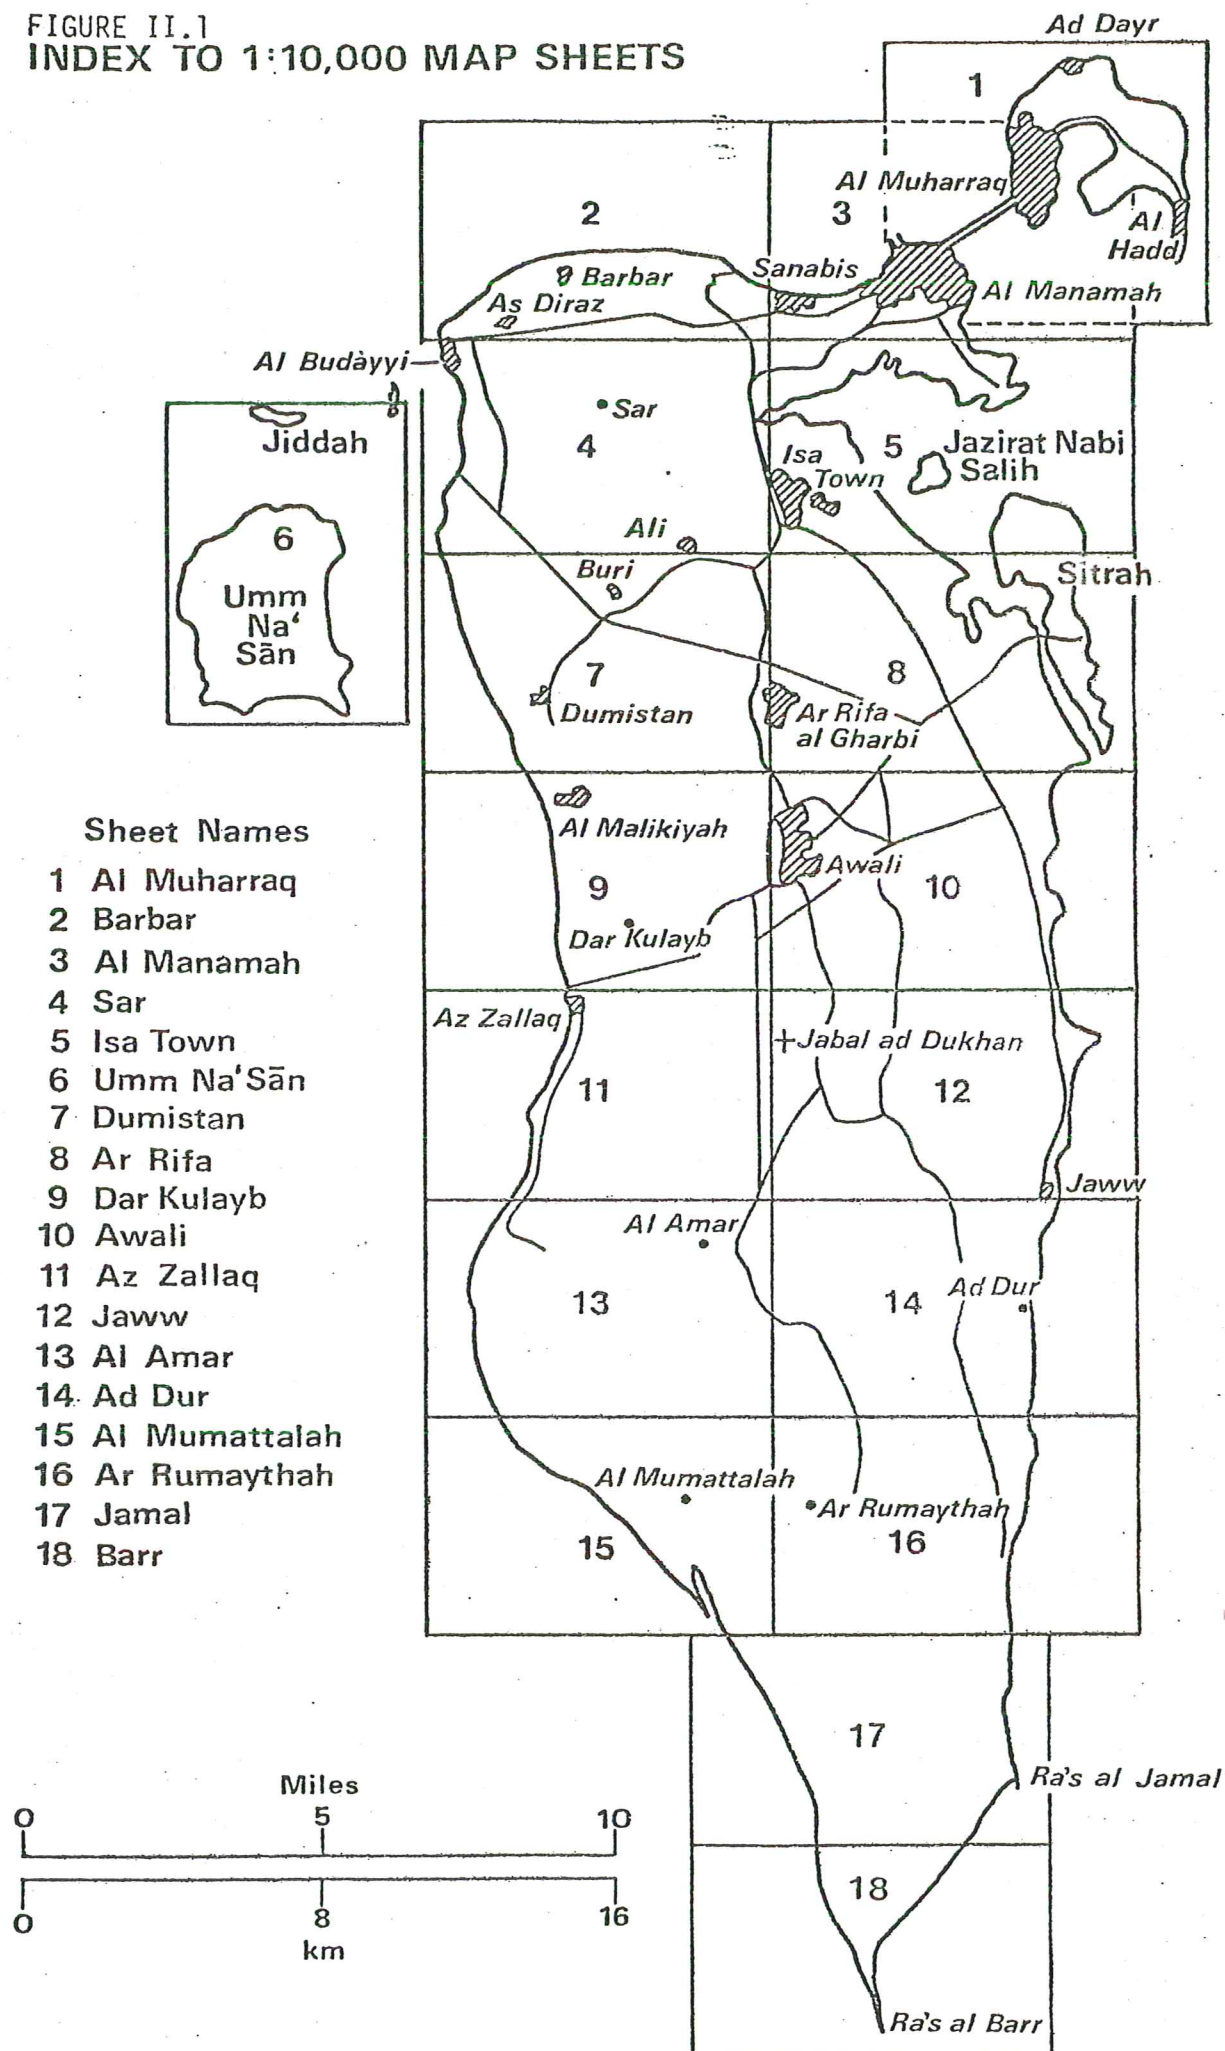 FIGURE II.1
INDEX TO 1:10,000 MAP SHEETS
Ad Dayr
1
Al Muharraq
2
3
Al
Hadd
Barbar
Sanabis
As Diraz
Al Manamah
Al Budàyyi
Sar
Jiddah
4
5
Jazirat Nabi
Salih
Isa
Town
Ali
6
Buri
Sitrah
Umm
Na'
Sān
7
8
Dumistan
Ar Rifa
al Gharbi
Al Malikiyah
Awali
9
10
Dar Kulayb
Az Zallaq
Jabal ad Dukhan
11
12
Jaww
Al Amar
Ad Dur
13
14
Al Mumattalah
Ar Rumaythah
15
16
17
Ra's al Jamal
18
Ra's al Barr
Sheet Names
1 Al Muharraq
2 Barbar
3 Al Manamah
4 Sar
5 Isa Town
6 Umm Na'Sān
7 Dumistan
8 Ar Rifa
9 Dar Kulayb
10 Awali
11 Az Zallaq
12 Jaww
13 Al Amar
14 Ad Dur
15 Al Mumattalah
16 Ar Rumaythah
17 Jamal
18 Barr
Miles
0 5 10
0 8 16
km